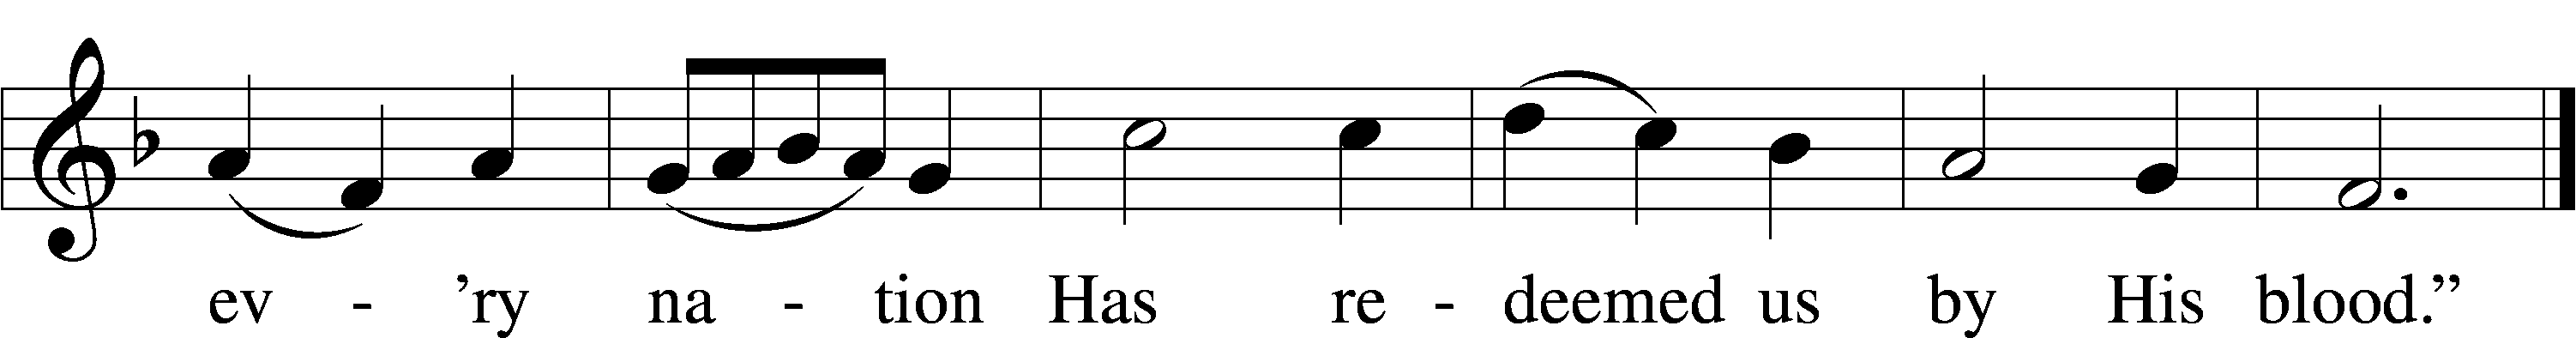 ev - ’ry na - tion Has re - deemed us by His blood.”